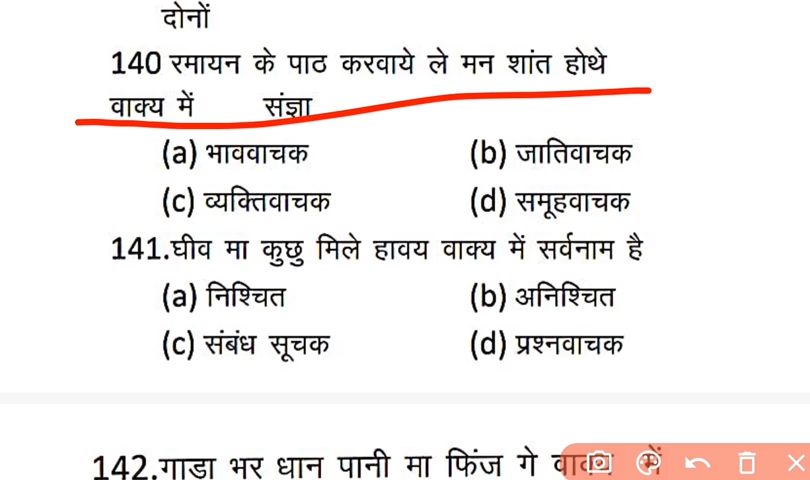 दोनों
140 रमायन के पाठ करवाये ले मन शांत होथे
वाक्य में संज्ञा
(a) भाववाचक (b) जातिवाचक
(c) व्यक्तिवाचक (d) समूहवाचक
141.घीव मा कुछु मिले हावय वाक्य में सर्वनाम है
(a) निश्चित (b) अनिश्चित
(c) संबंध सूचक (d) प्रश्नवाचक
142.गाडा भर धान पानी मा फिंज गे वाक्य में